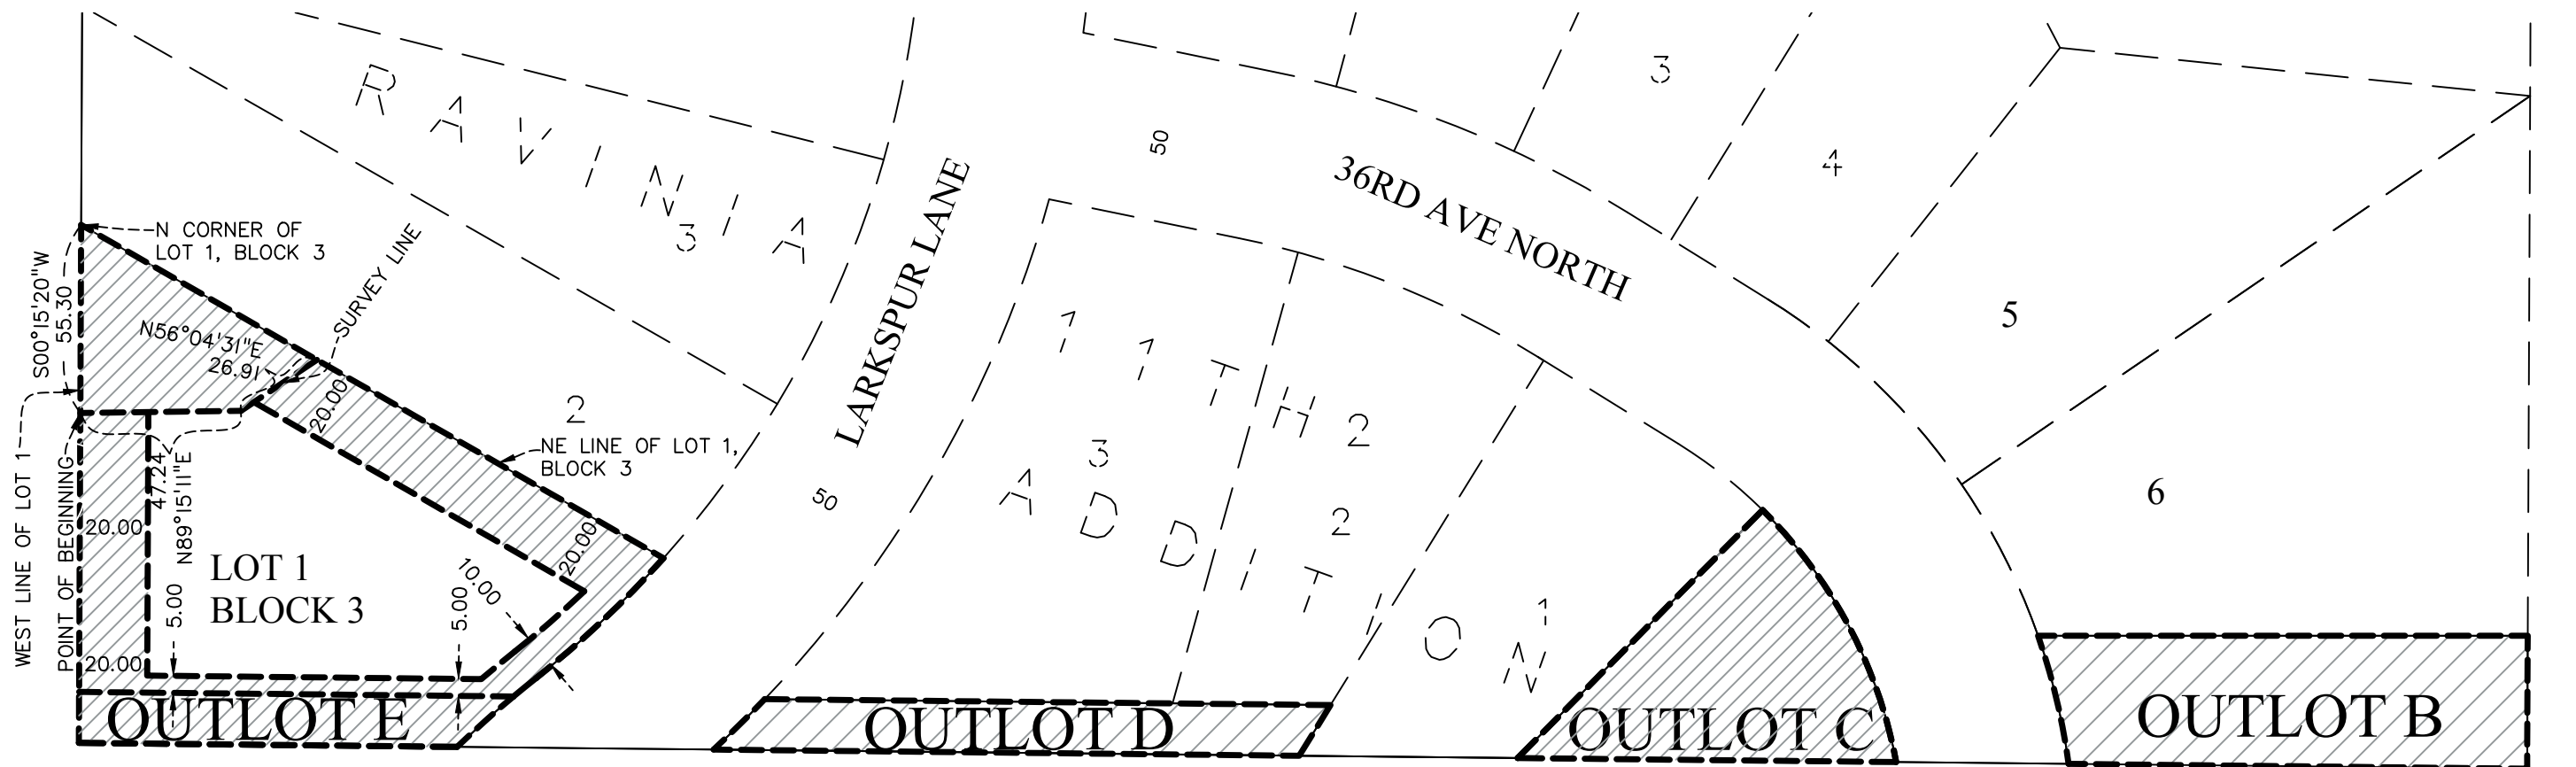 RAVINIA
3
3
4
5
6
50
36RD AVE NORTH
LARKSPUR LANE
50
N CORNER OF
LOT 1, BLOCK 3
SURVEY LINE
S00°15'20"W
55.30
N56°04'31"E
26.91
20.00
2
NE LINE OF LOT 1,
BLOCK 3
11TH
ADDITION
2
3
2
1
WEST LINE OF LOT 1
POINT OF BEGINNING
47.24
N89°15'11"E
20.00
20.00
LOT 1
BLOCK 3
5.00
5.00
10.00
20.00
OUTLOT E
OUTLOT D
OUTLOT C
OUTLOT B